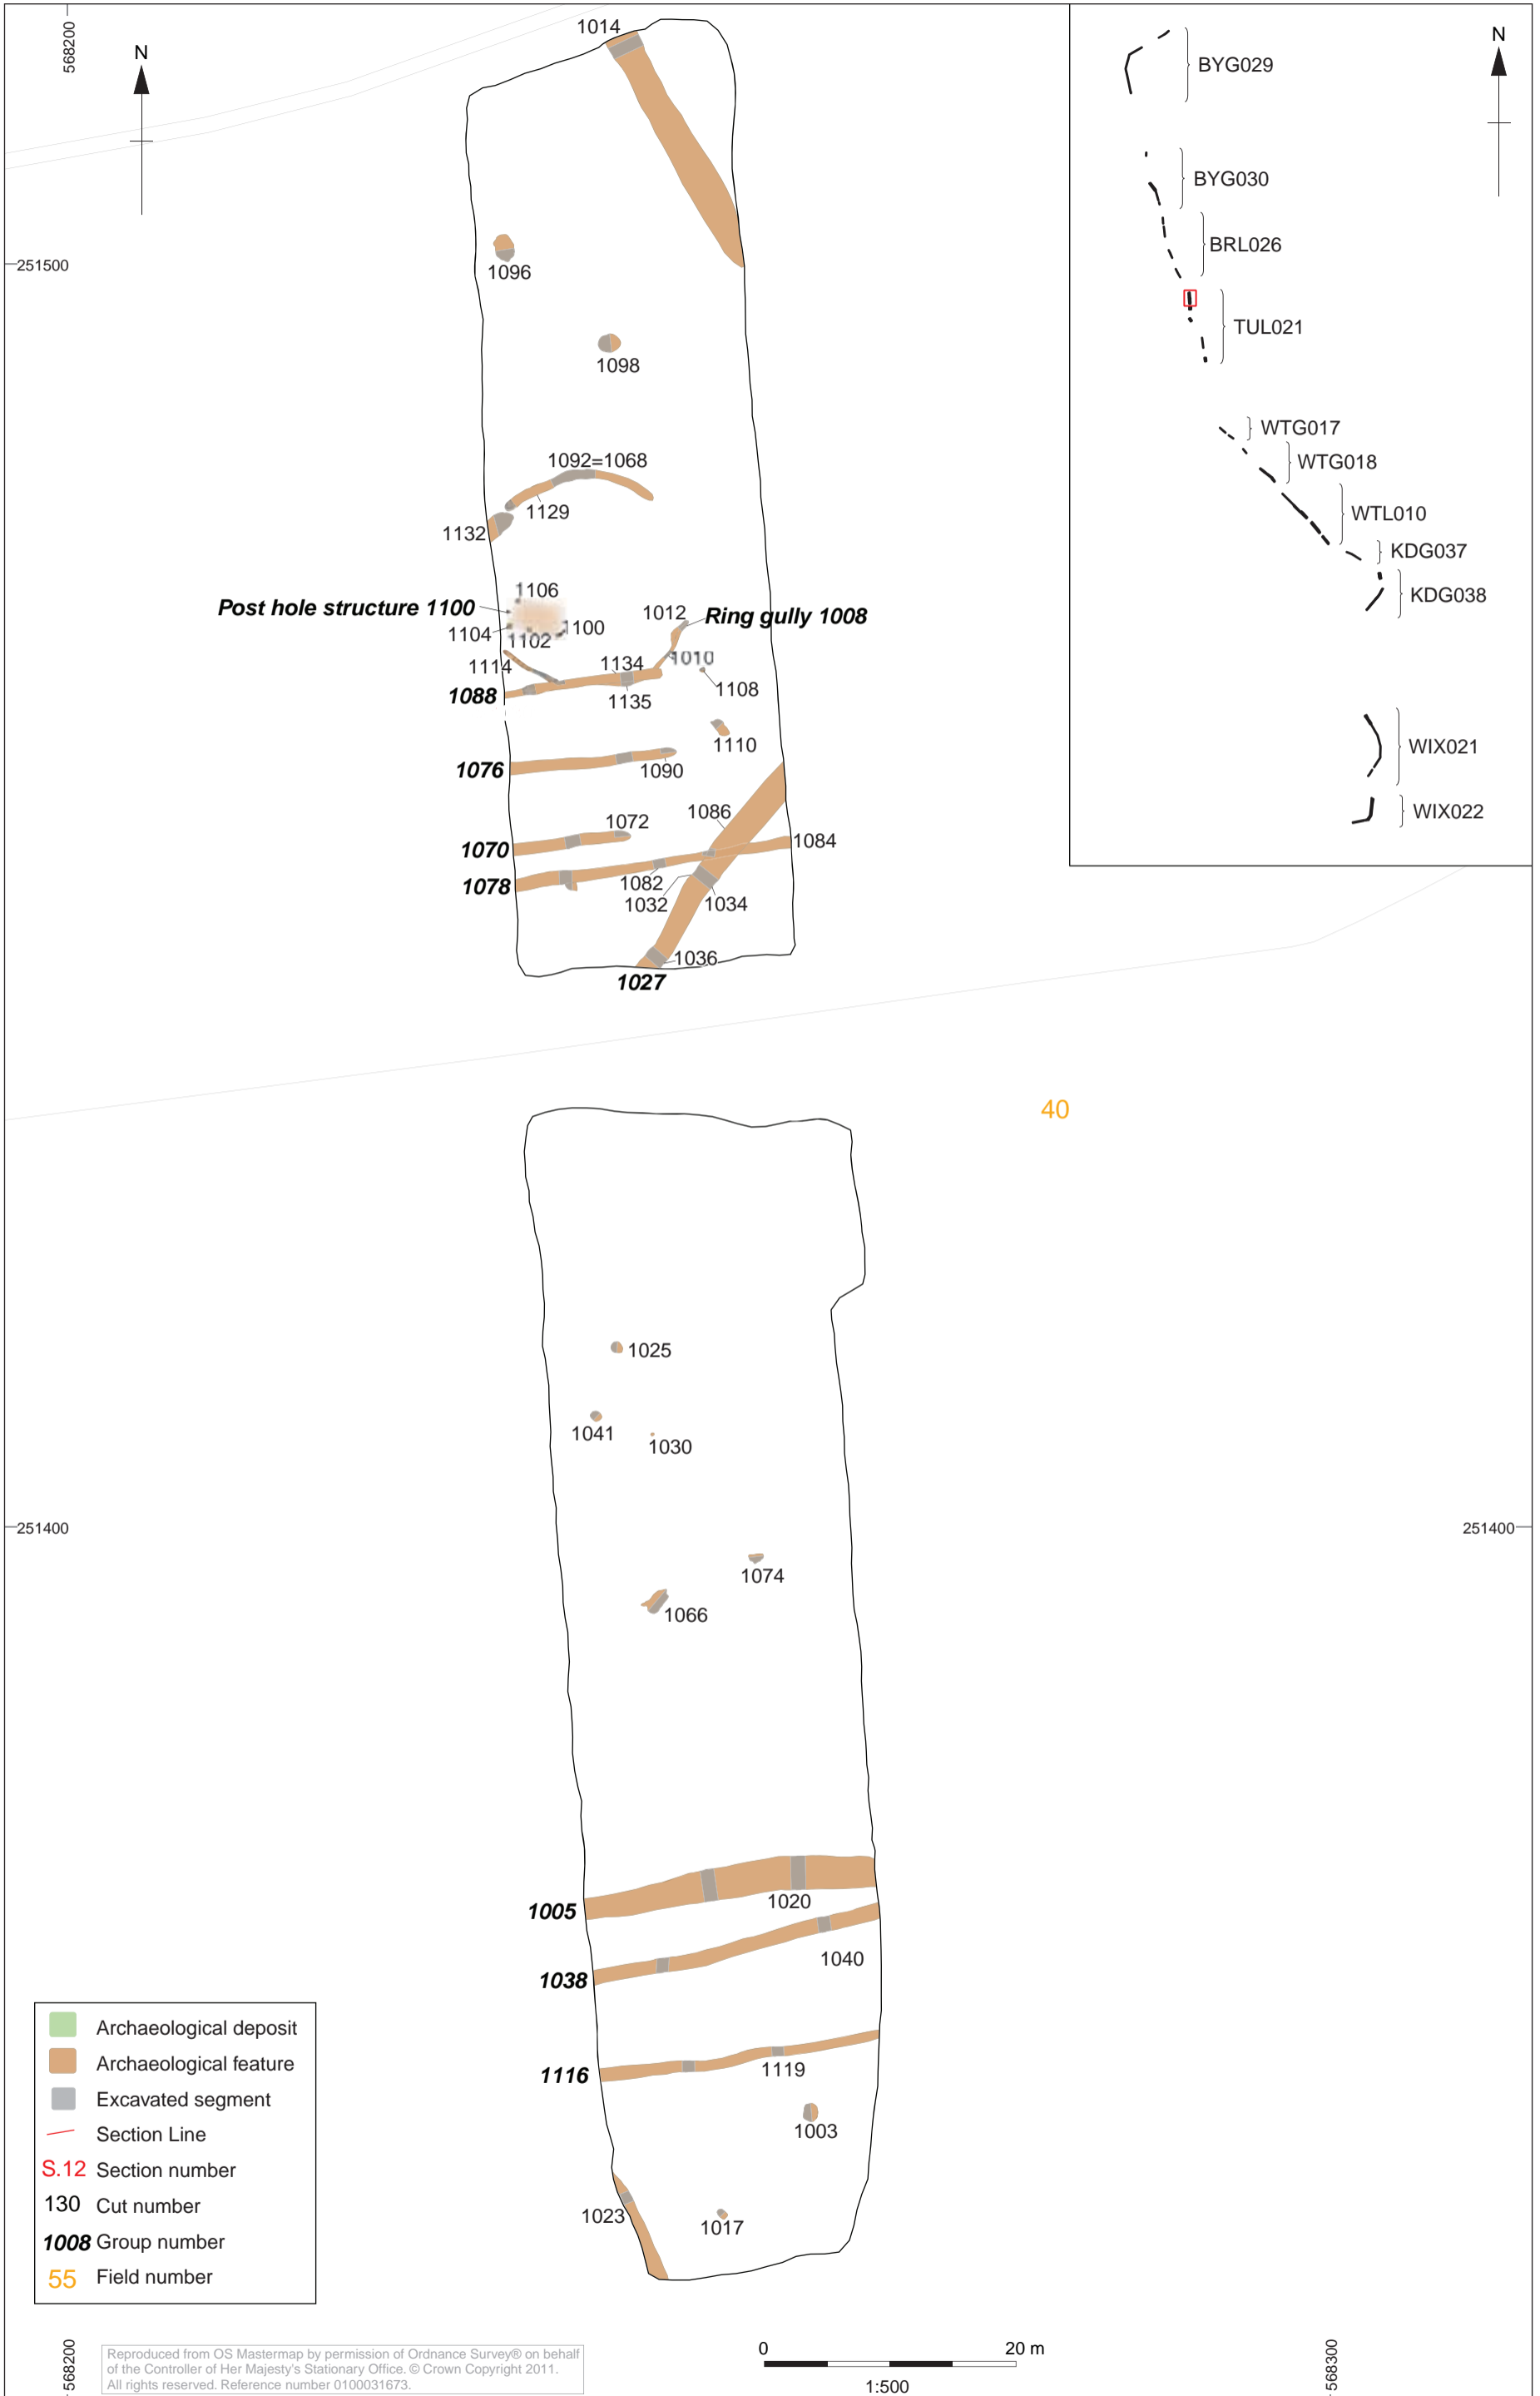 568200
N
1014
251500
1096
1098
1092=1068
1129
1132
1106
Post hole structure 1100
1104
1102
1100
1012
Ring gully 1008
1010
1114
1134
1108
1088
1135
1110
1076
1090
1086
1072
1084
1070
1078
1082
1032
1034
1036
1027
N
BYG029
BYG030
BRL026
TUL021
WTG017
WTG018
WTL010
KDG037
KDG038
WIX021
WIX022
40
1025
1041
1030
251400
251400
1074
1066
1005
1020
1038
1040
1116
1119
1003
1023
1017
Archaeological deposit
Archaeological feature
Excavated segment
Section Line
S.12 Section number
130 Cut number
1008 Group number
55 Field number
568200
Reproduced from OS Mastermap by permission of Ordnance Survey® on behalf
of the Controller of Her Majesty's Stationary Office. © Crown Copyright 2011.
All rights reserved. Reference number 0100031673.
0 20 m
1:500
568300